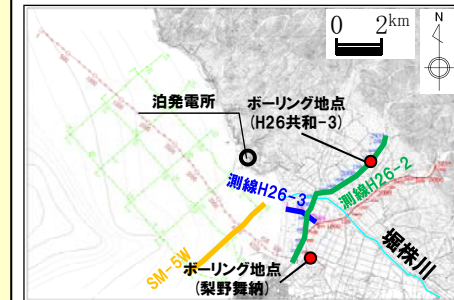 0 2km
N
泊発電所
ボーリング地点
(H26共和-3)
測線H26-2
測線H26-3
堀株川
SM-5W
ボーリング地点
(梨野舞納)